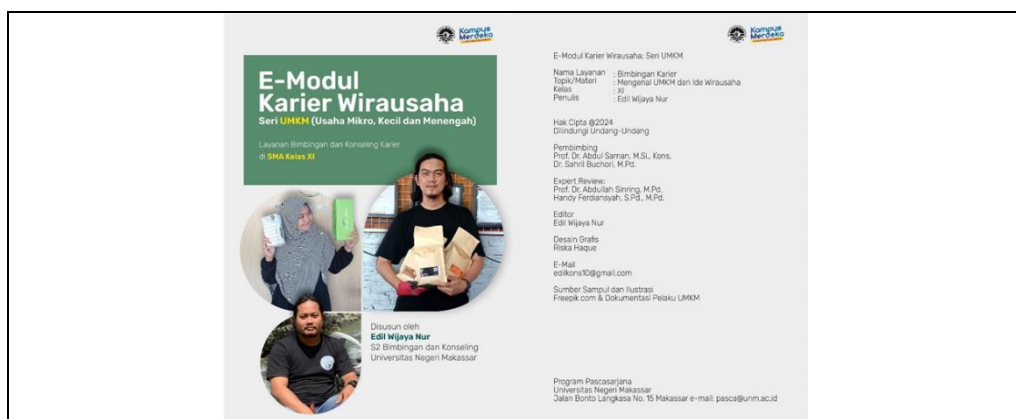 Kampus
Merdeka
E-Modul
Karier Wirausaha
Seri UMKM (Usaha Mikro, Kecil dan Menengah)
Layanan Bimbingan dan Konseling Karier
di SMA Kelas XI
Disusun oleh
Edil Wijaya Nur
S2 Bimbingan dan Konseling
Universitas Negeri Makassar
Kampus
Merdeka
E-Modul Karier Wirausaha: Seri UMKM
Nama Layanan : Bimbingan Karier
Topik/Materi : Mengenal UMKM dan Ide Wirausaha
Kelas : XI
Penulis : Edil Wijaya Nur
Hak Cipta @2024
Dilindungi Undang-Undang
Pembimbing
Prof. Dr. Abdul Saman, M.Si., Kons.
Dr. Sahril Buchori, M.Pd.
Expert Review:
Prof. Dr. Abdullah Sinring, M.Pd.
Handy Ferdiansyah, S.Pd., M.Pd.
Editor
Edil Wijaya Nur
Desain Grafis
Riska Haque
E-Mail
edilkons10@gmail.com
Sumber Sampul dan Ilustrasi
Freepik.com & Dokumentasi Pelaku UMKM
Program Pascasarjana
Universitas Negeri Makassar
Jalan Bonto Langkasa No. 15 Makassar e-mail: pasca@unm.ac.id